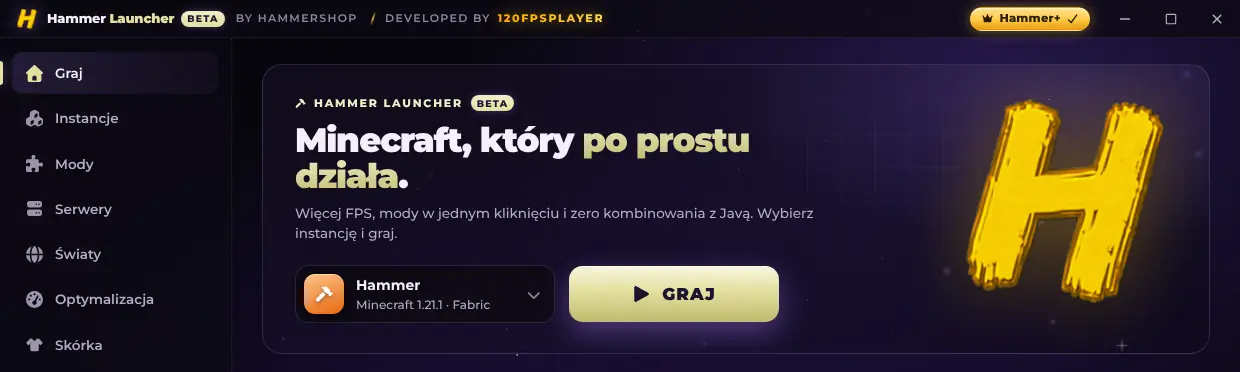 Hammer Launcher BETA BY HAMMERSHOP / DEVELOPED BY 120FPSPLAYER Hammer+
Graj
Instancje
Mody
Serwery
Światy
Optymalizacja
Skórka
HAMMER LAUNCHER BETA
Minecraft, który po prostu
działa.
Więcej FPS, mody w jednym kliknięciu i zero kombinowania z Javą. Wybierz
instancję i graj.
Hammer
Minecraft 1.21.1 · Fabric
GRAJ
H